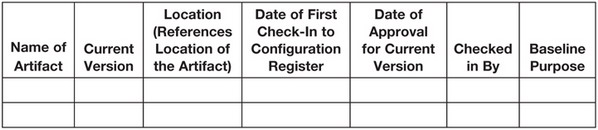 Name of
Artifact
Current
Version
Location
(References
Location of
the Artifact)
Date of First
Check-In to
Configuration
Register
Date of
Approval
for Current
Version
Checked
in By
Baseline
Purpose